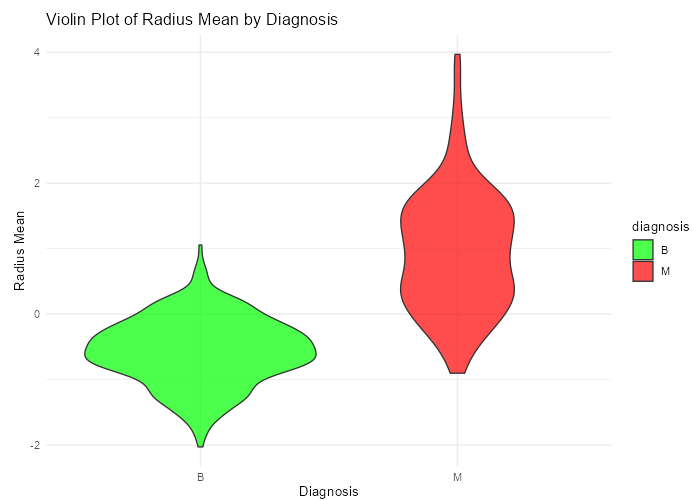 Violin Plot of Radius Mean by Diagnosis
4
2
0
-2
Radius Mean
B
M
Diagnosis
diagnosis
B
M